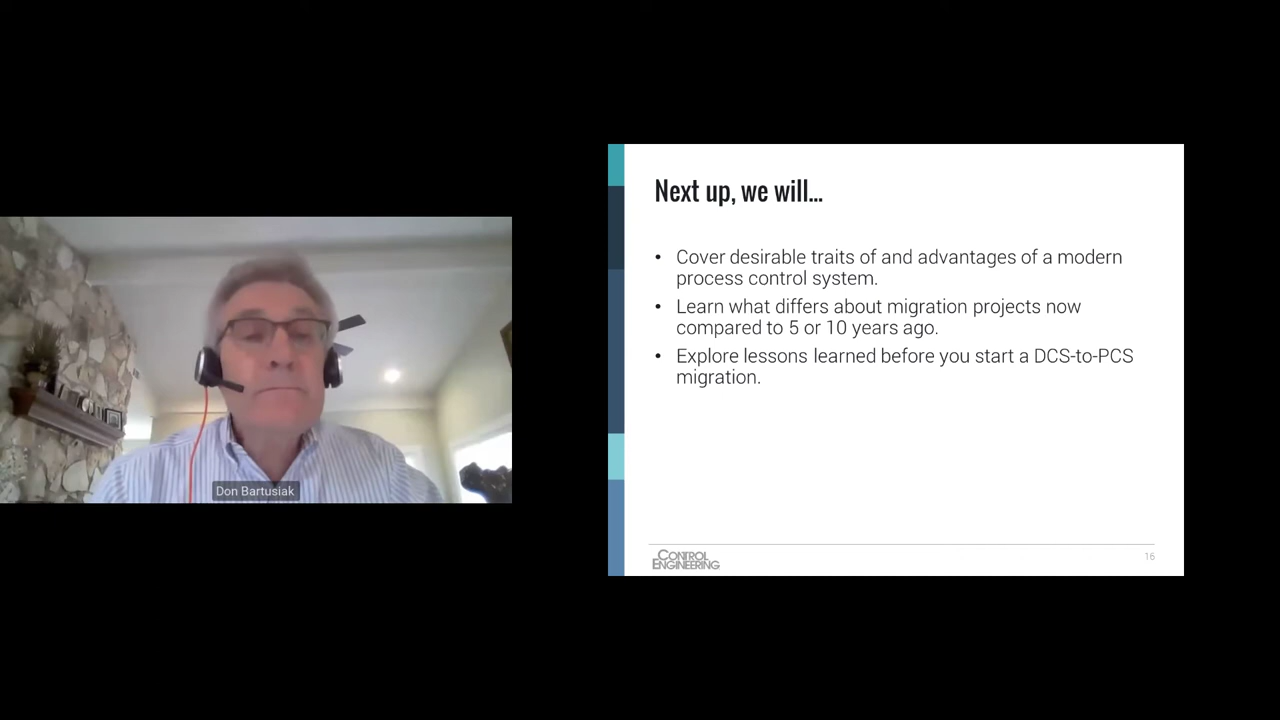 Next up, we will...
• Cover desirable traits of and advantages of a modern
process control system.
• Learn what differs about migration projects now
compared to 5 or 10 years ago.
• Explore lessons learned before you start a DCS-to-PCS
migration.
Don Bartusiak
CONTROL
ENGINEERING
16